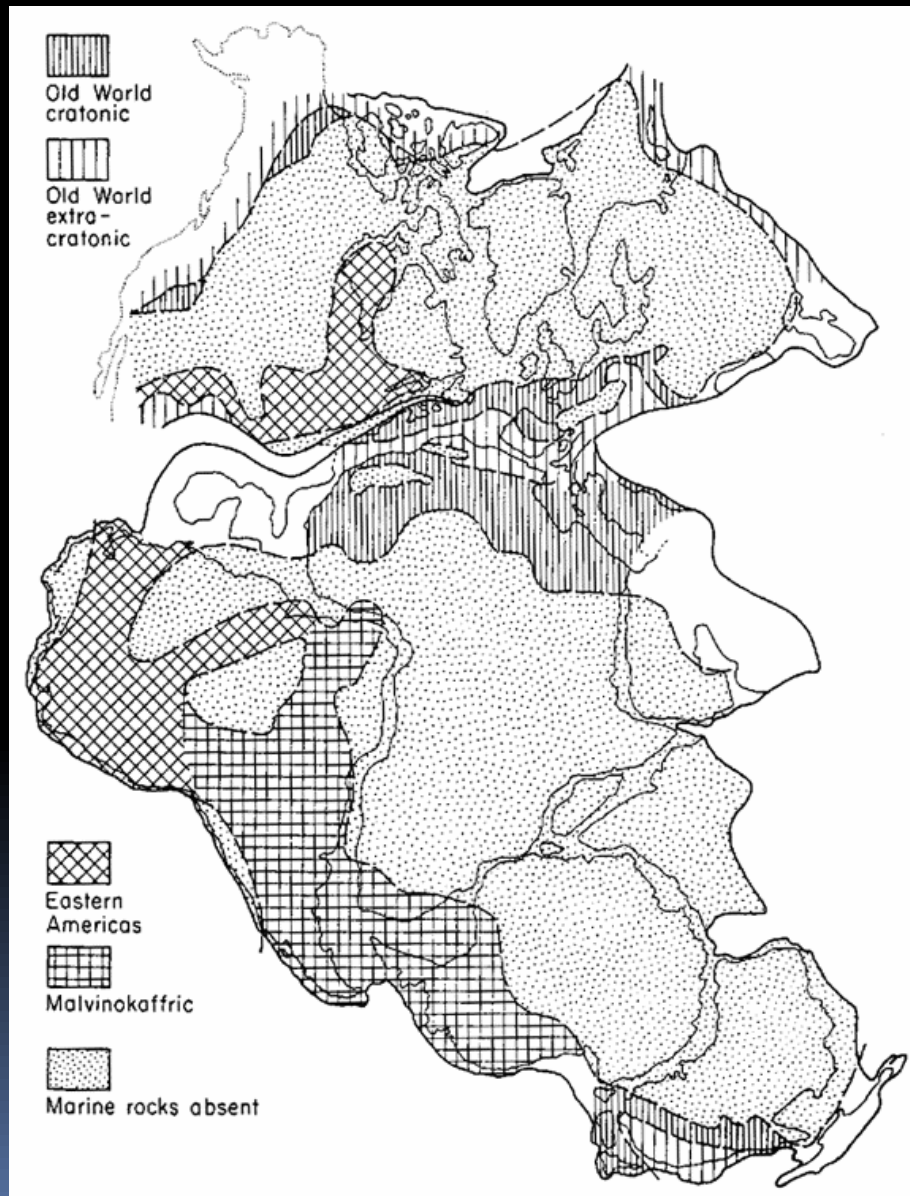 Old World
cratonic
Old World
extra-
cratonic
Eastern
Americas
Malvinokaffric
Marine rocks absent